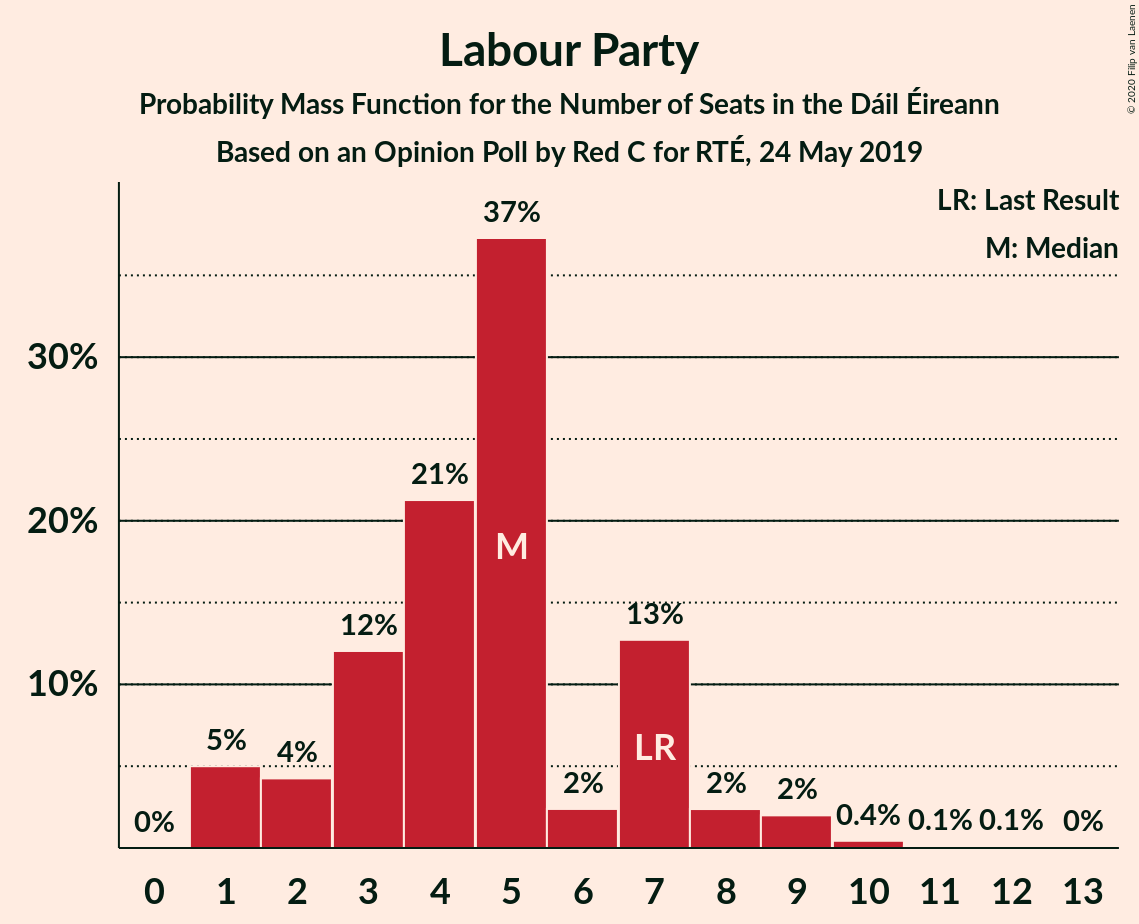 Labour Party
Probability Mass Function for the Number of Seats in the Dáil Éireann
Based on an Opinion Poll by Red C for RTÉ, 24 May 2019
© 2020 Filip van Laenen
LR: Last Result
M: Median
30%
20%
10%
0%
5%
4%
12%
21%
37%
2%
13%
2%
2%
0.4%
0.1%
0.1%
0%
M
LR
0 1 2 3 4 5 6 7 8 9 10 11 12 13